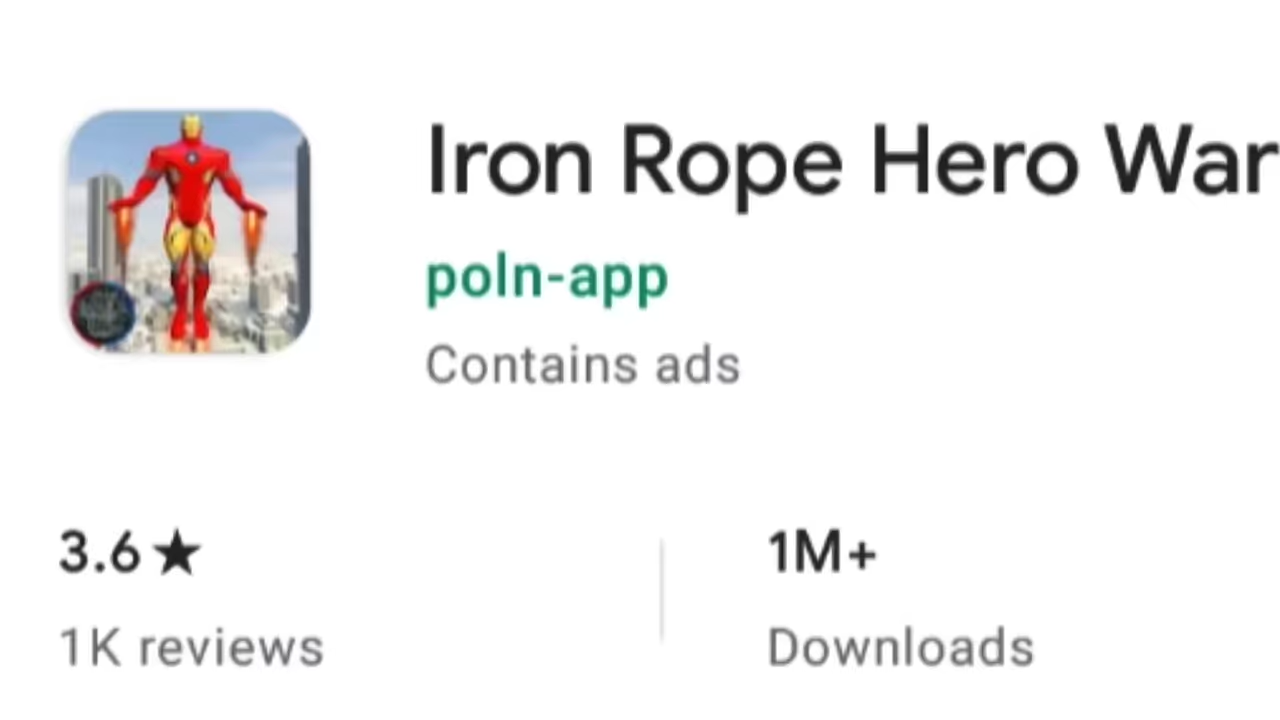 Iron Rope Hero War
poln-app
Contains ads
3.6★
1M+
1K reviews
Downloads